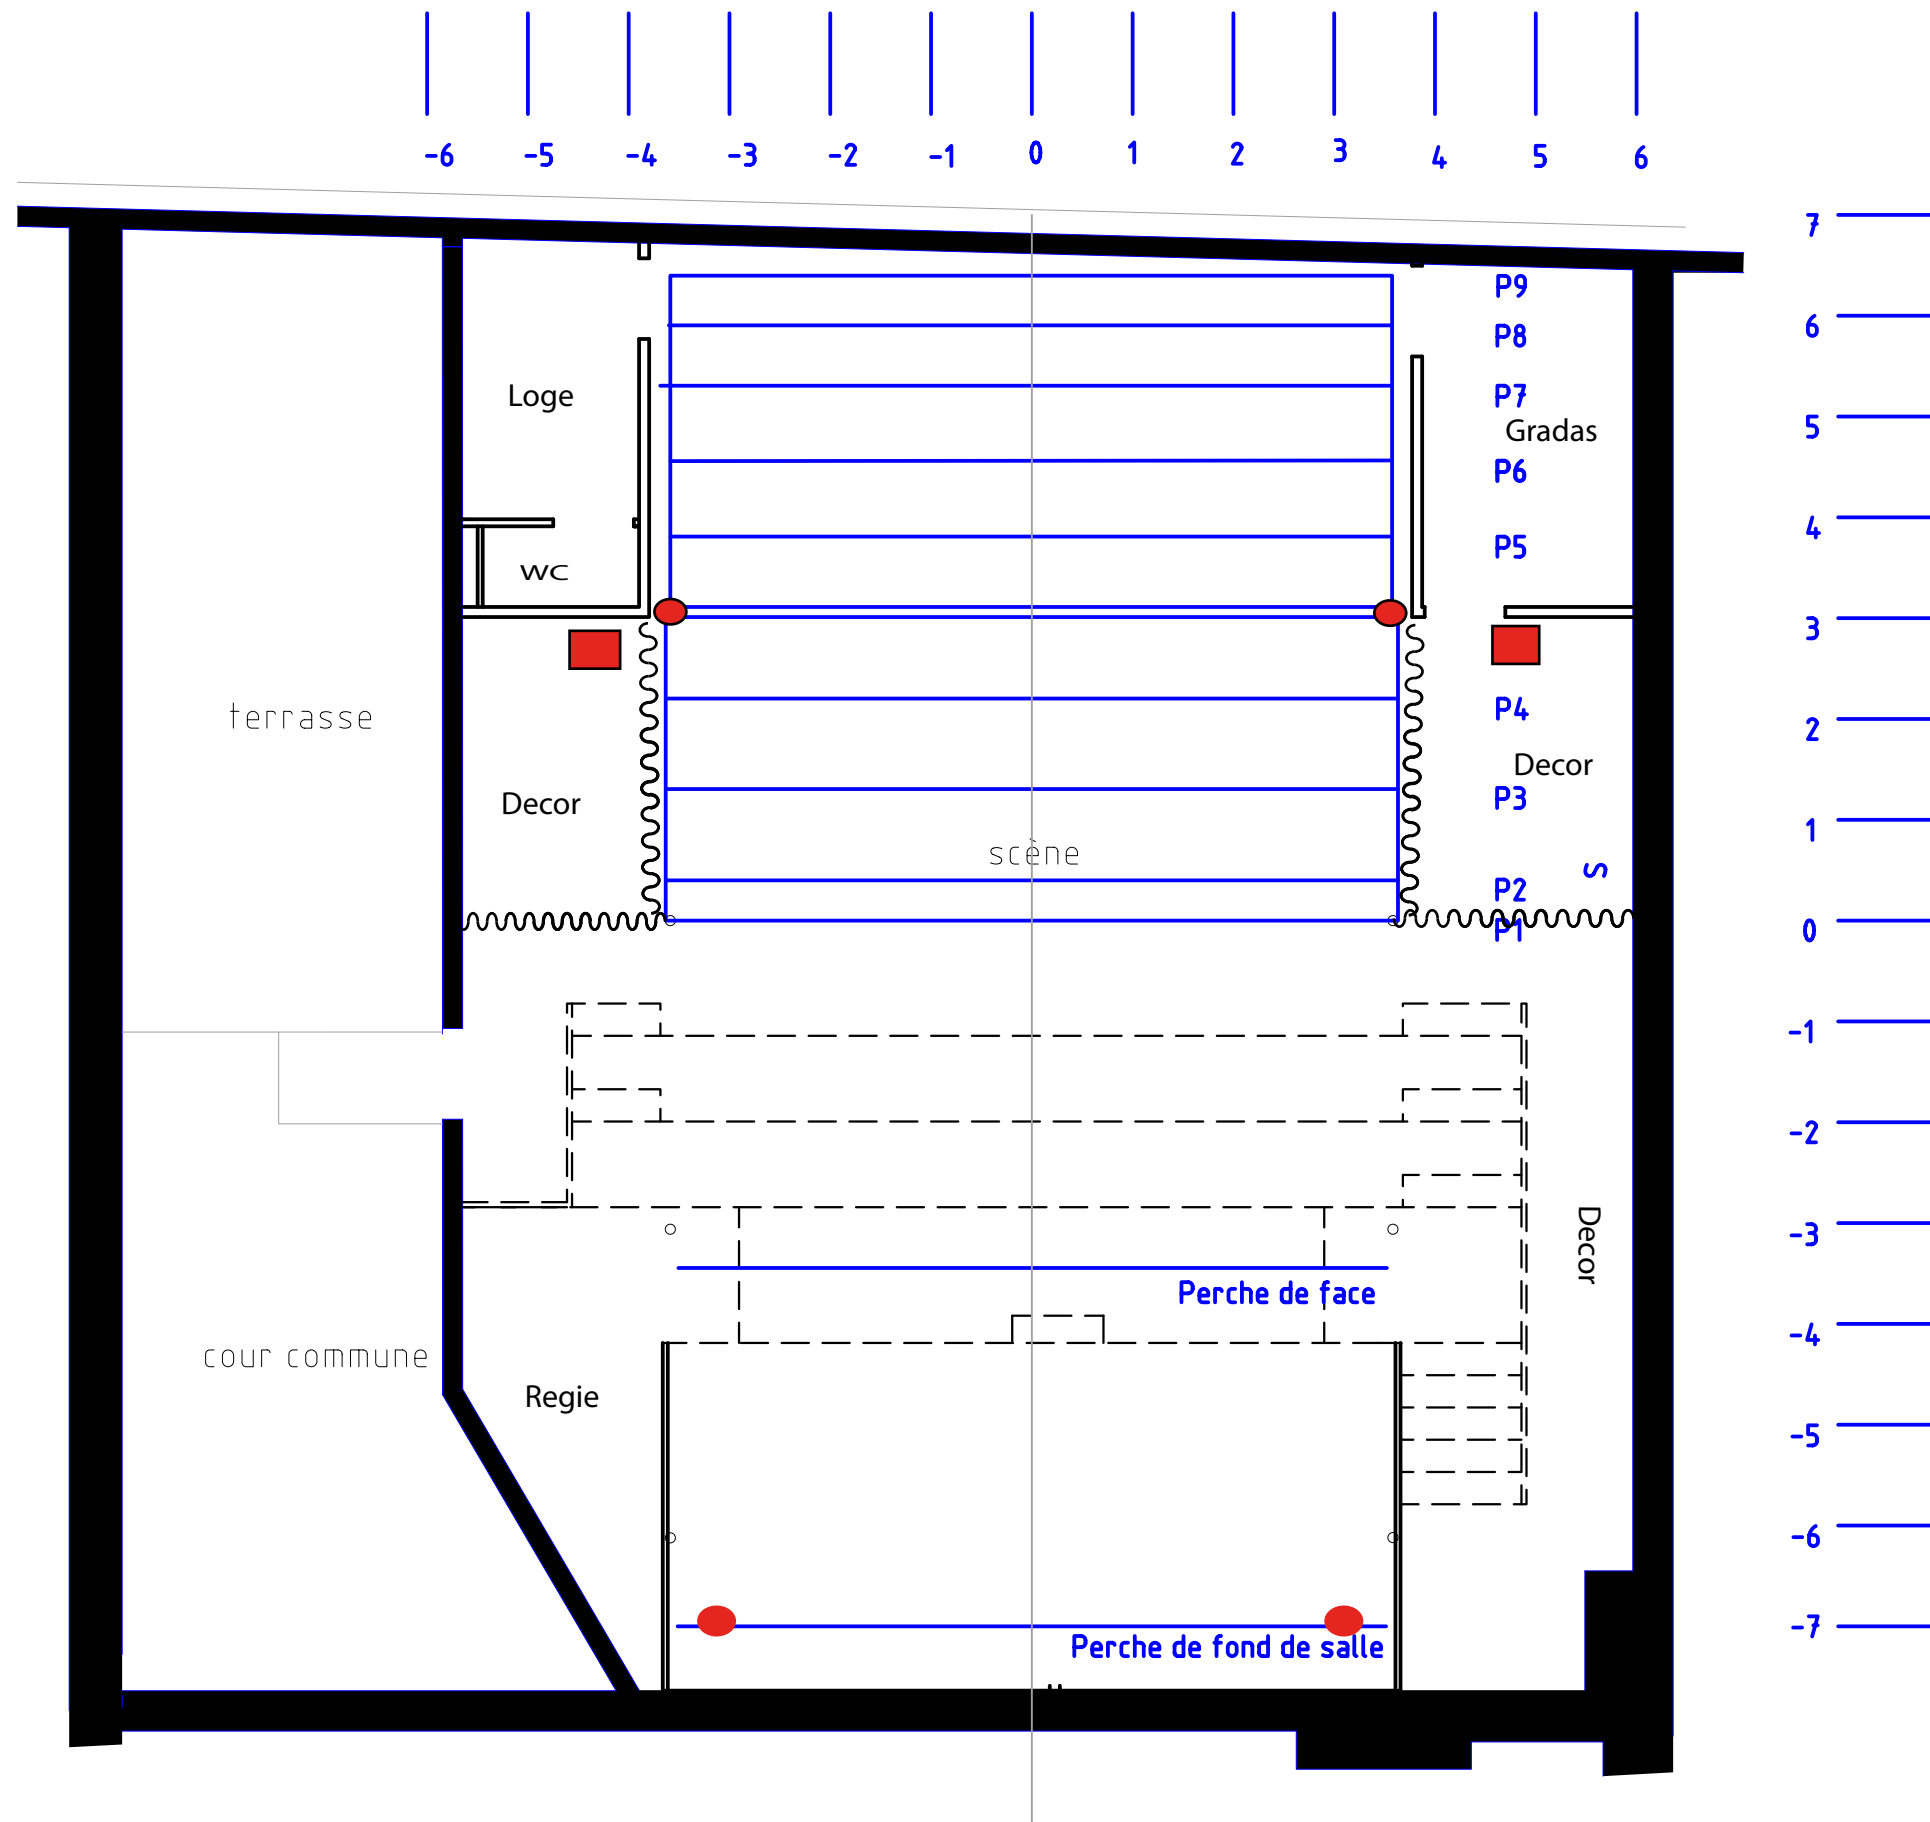 -6 -5 -4 -3 -2 -1 0 1 2 3 4 5 6
7
P9
6
P8
Loge
P7
5
Gradas
P6
4
P5
wc
3
terrasse
P4
2
Decor
P3
Decor
1
scène
S
P2
P1
0
-1
-2
-3
Decor
Perche de face
-4
cour commune
Regie
-5
-6
-7
Perche de fond de salle